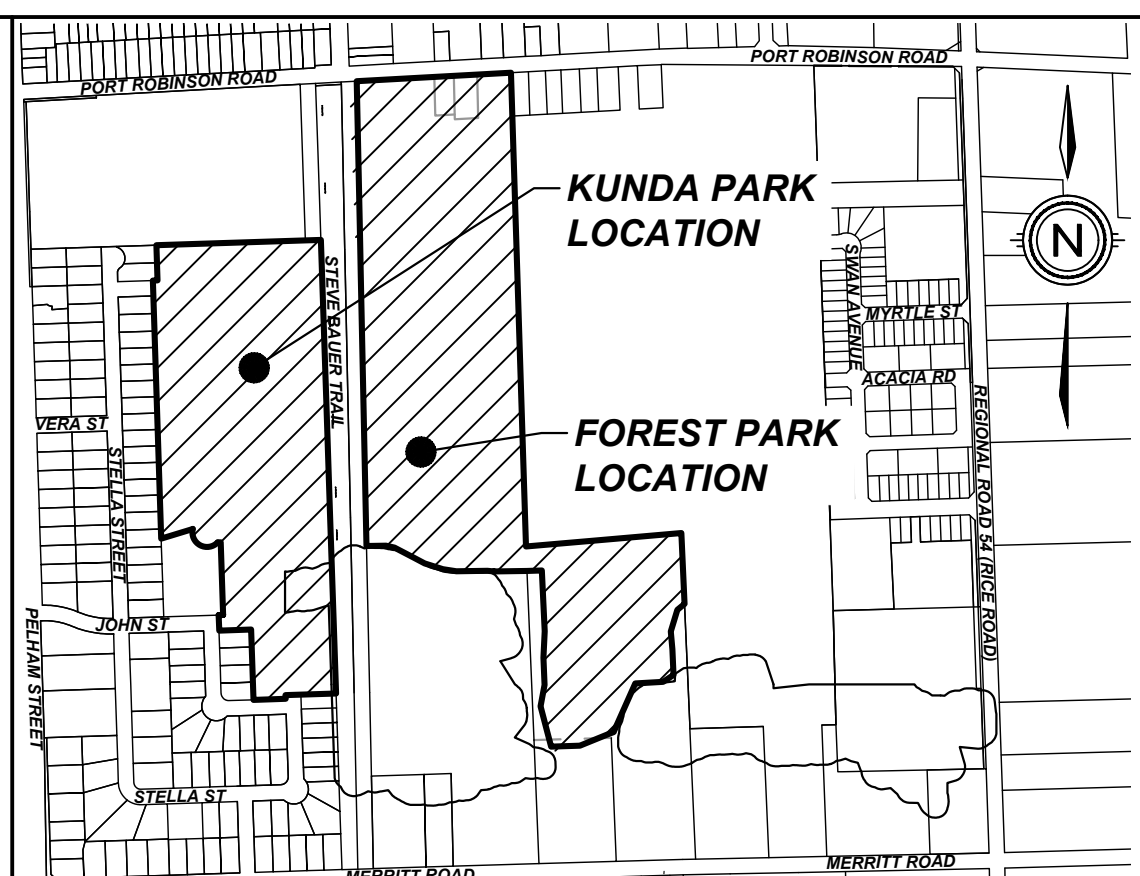 PORT ROBINSON ROAD
PORT ROBINSON ROAD
KUNDA PARK
LOCATION
N
STEVE BAUER TRAIL
SWAN AVENUE
MYRTLE ST
ACACIA RD
REGIONAL ROAD 54 (RICE ROAD)
VERA ST
STELLA STREET
FOREST PARK
LOCATION
JOHN ST
PELHAM STREET
STELLA ST
MERRITT ROAD
MERRITT ROAD